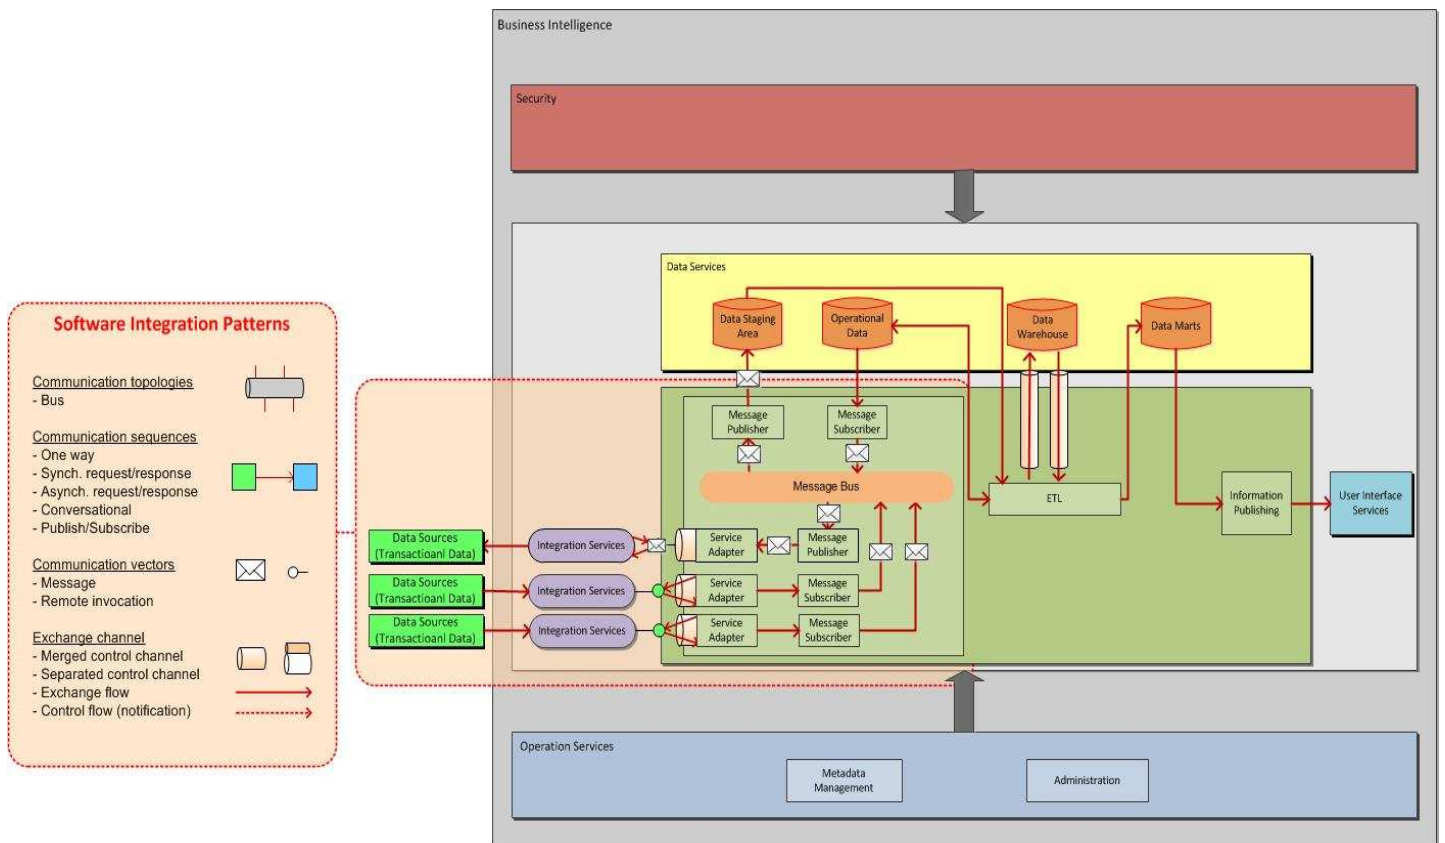 Business Intelligence
Security
Data Services
Data Staging
Area
Operational
Data
Data
Warehouse
Data Marts
Software Integration Patterns
Communication topologies
- Bus
Communication sequences
- One way
- Synch. request/response
- Asynch. request/response
- Conversational
- Publish/Subscribe
Communication vectors
- Message
- Remote invocation
Exchange channel
- Merged control channel
- Separated control channel
- Exchange flow
- Control flow (notification)
Message
Publisher
Message
Subscriber
Message Bus
ETL
Information
Publishing
User Interface
Services
Data Sources
(Transactioanl Data)
Integration Services
Service
Adapter
Message
Publisher
Data Sources
(Transactioanl Data)
Integration Services
Service
Adapter
Message
Subscriber
Data Sources
(Transactioanl Data)
Integration Services
Service
Adapter
Message
Subscriber
Operation Services
Metadata
Management
Administration